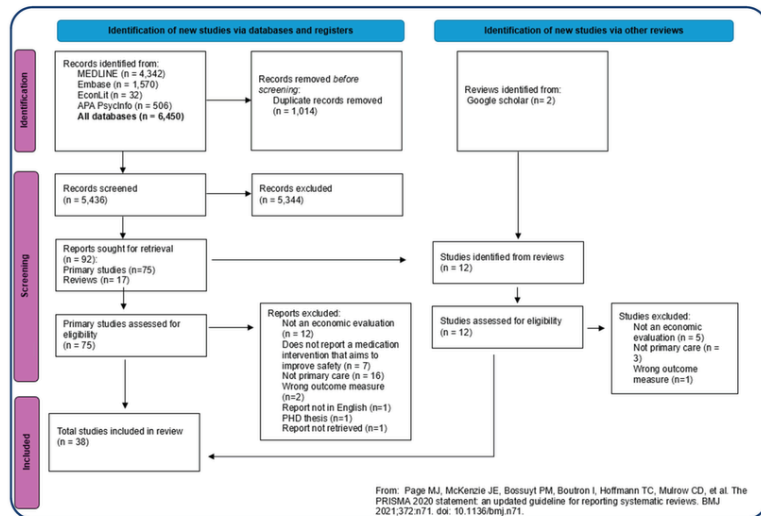 Identification of new studies via databases and registers
Identification of new studies via other reviews
Identification
Records identified from:
MEDLINE (n = 4,342)
Embase (n = 1,570)
EconLit (n = 32)
APA PsycInfo (n = 506)
All databases (n = 6,450)
Records removed before
screening:
Duplicate records removed
(n = 1,014)
Reviews identified from:
Google scholar (n= 2)
Screening
Records screened
(n = 5,436)
Records excluded
(n = 5,344)
Reports sought for retrieval
(n = 92):
Primary studies (n=75)
Reviews (n= 17)
Studies identified from reviews
(n = 12)
Primary studies assessed for
eligibility
(n = 75)
Reports excluded:
Not an economic evaluation
(n = 12)
Does not report a medication
intervention that aims to
improve safety (n = 7)
Not primary care (n = 16)
Wrong outcome measure
(n=2)
Report not in English (n=1)
PHD thesis (n=1)
Report not retrieved (n=1)
Studies assessed for eligibility
(n = 12)
Studies excluded:
Not an economic
evaluation (n = 5)
Not primary care (n =
3)
Wrong outcome
measure (n=1)
Included
Total studies included in review
(n = 38)
From: Page MJ, McKenzie JE, Bossuyt PM, Boutron I, Hoffmann TC, Mulrow CD, et al. The
PRISMA 2020 statement: an updated guideline for reporting systematic reviews. BMJ
2021;372:n71. doi: 10.1136/bmj.n71.